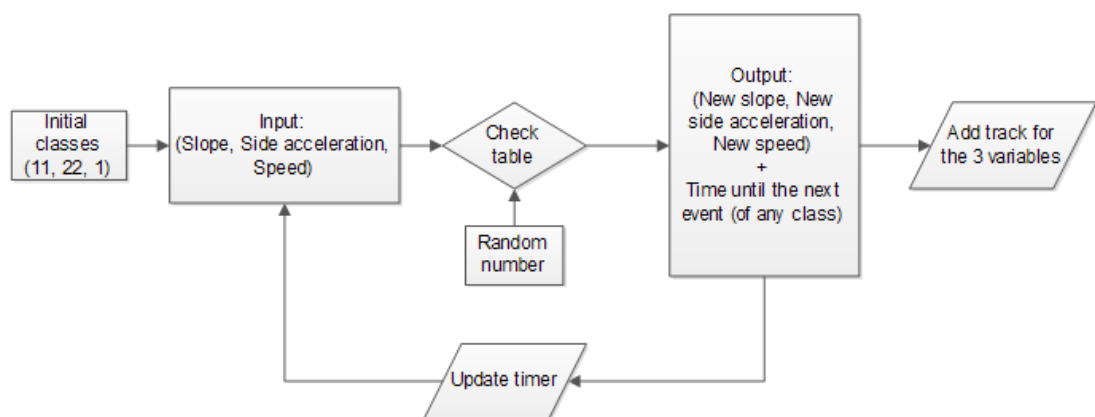 Initial
classes
(11, 22, 1)
Input:
(Slope, Side acceleration,
Speed)
Check
table
Random
number
Output:
(New slope, New
side acceleration,
New speed)
+
Time until the next
event (of any class)
Add track for
the 3 variables
Update timer